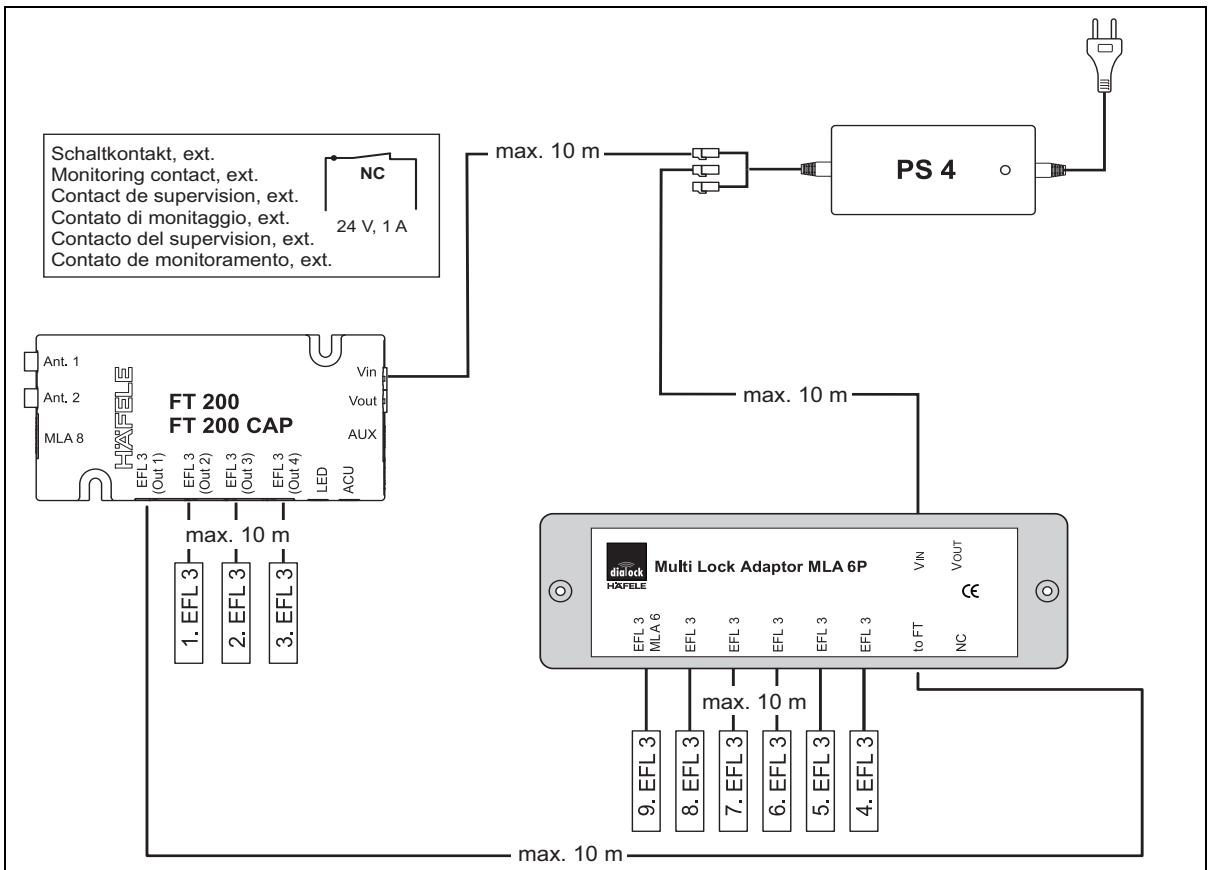 Schaltkontakt, ext.
Monitoring contact, ext.
Contact de supervision, ext.
Contato di monitaggio, ext.
Contacto del supervision, ext.
Contato de monitoramento, ext.
NC
24 V, 1 A
max. 10 m
PS 4
Ant. 1
Ant. 2
MLA 8
HÄFELE
FT 200
FT 200 CAP
Vin
Vout
AUX
EFL 3
(Out 1)
EFL 3
(Out 2)
EFL 3
(Out 3)
EFL 3
(Out 4)
LED
ACU
max. 10 m
1. EFL 3
2. EFL 3
3. EFL 3
max. 10 m
dialock
HÄFELE
Multi Lock Adaptor MLA 6P
VIN
VOUT
CE
EFL 3
MLA 6
EFL 3
EFL 3
EFL 3
EFL 3
EFL 3
to FT
NC
max. 10 m
9. EFL 3
8. EFL 3
7. EFL 3
6. EFL 3
5. EFL 3
4. EFL 3
max. 10 m